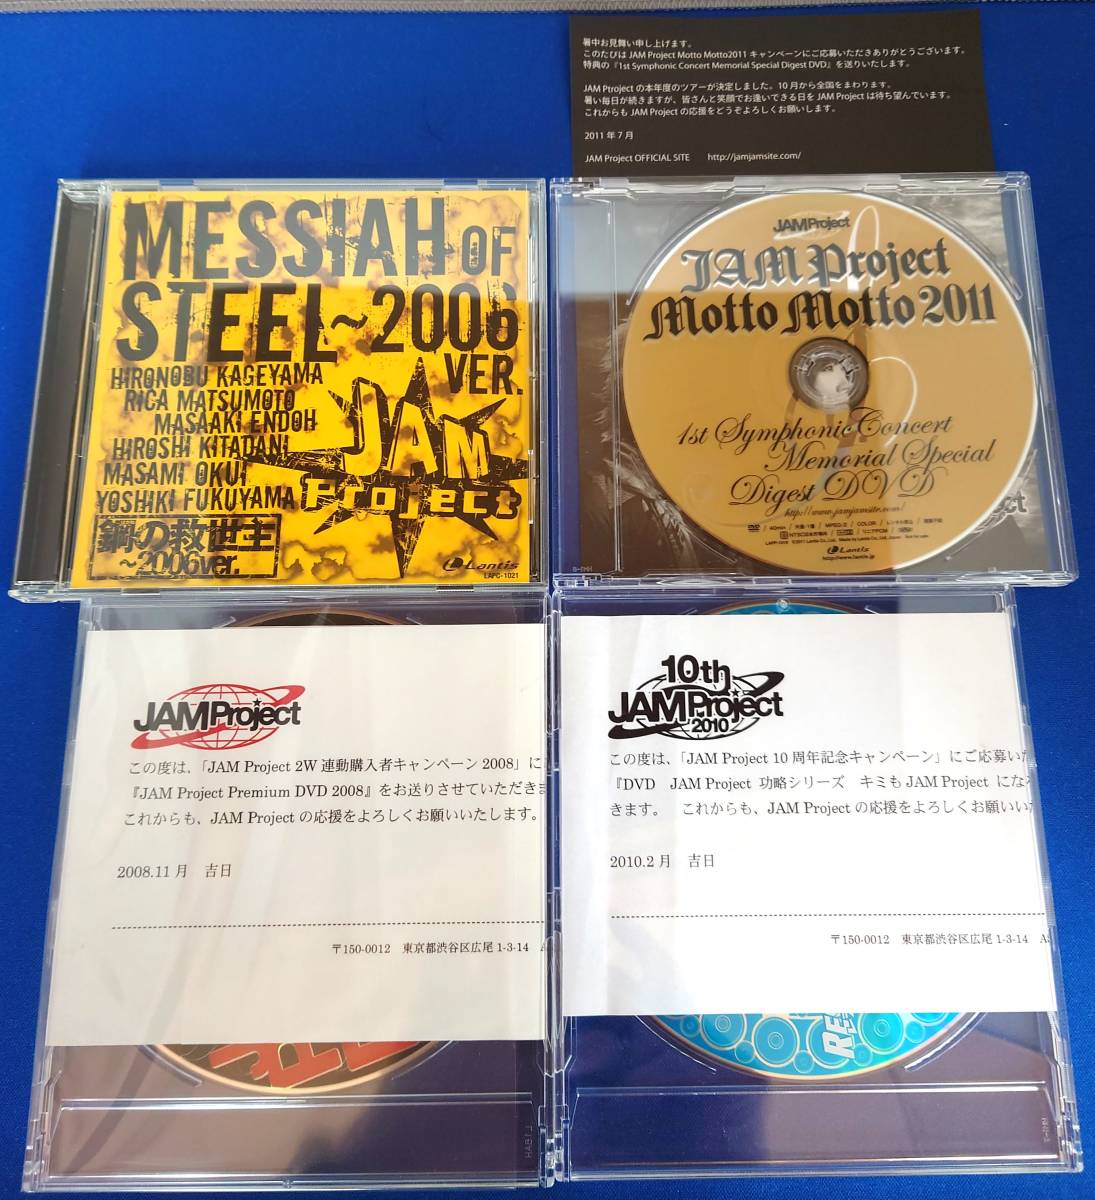 暑中お見舞い申し上げます。
このたびは JAM Project Motto Motto2011 キャンペーンにご応募いただきありがとうございます。
特典の『1st Symphonic Concert Memorial Special Digest DVD』を送りいたします。
JAM Ptroject の本年度のツアーが決定しました。10 月から全国をまわります。
暑い毎日が続きますが、皆さんと笑顔でお逢いできる日を JAM Project は待ち望んでいます。
これからも JAM Project の応援をどうぞよろしくお願いします。
2011 年 7 月
JAM Project OFFICIAL SITE http://jamjamsite.com/
MESSIAH OF
STEEL~2006
VER.
HIRONOBU KAGEYAMA
RICA MATSUMOTO
MASAAKI ENDOH
HIROSHI KITADANI
MASAMI OKUI
YOSHIKI FUKUYAMA
JAM
Project
鋼の救世主
~2006ver.
Lantis
LAPC-1021
JAMProject
JAM Project
Motto Motto 2011
1st Symphonic Concert
Memorial Special
Digest DVD
http://www.jamjamsite.com/
Lantis
http://www.lantis.jp
JAMProject
この度は、「JAM Project 2W 連動購入者キャンペーン 2008」に
『JAM Project Premium DVD 2008』をお送りさせていただきま
これからも、JAM Project の応援をよろしくお願いいたします。
2008.11 月 吉日
〒150-0012 東京都渋谷区広尾 1-3-14
10th
JAMProject
2010
この度は、「JAM Project 10 周年記念キャンペーン」にご応募いた
『DVD JAM Project 功略シリーズ キミも JAM Project にな
きます。 これからも、JAM Project の応援をよろしくお願いいた
2010.2 月 吉日
〒150-0012 東京都渋谷区広尾 1-3-14